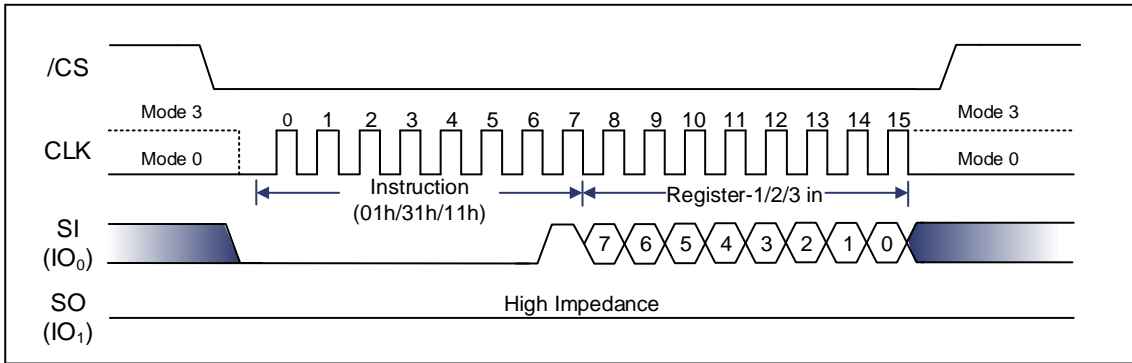 /CS
Mode 3
0 1 2 3 4 5 6 7 8 9 10 11 12 13 14 15
Mode 3
CLK
Mode 0
Mode 0
Instruction
(01h/31h/11h)
Register-1/2/3 in
SI
(IO₀)
7 6 5 4 3 2 1 0
SO
(IO₁)
High Impedance